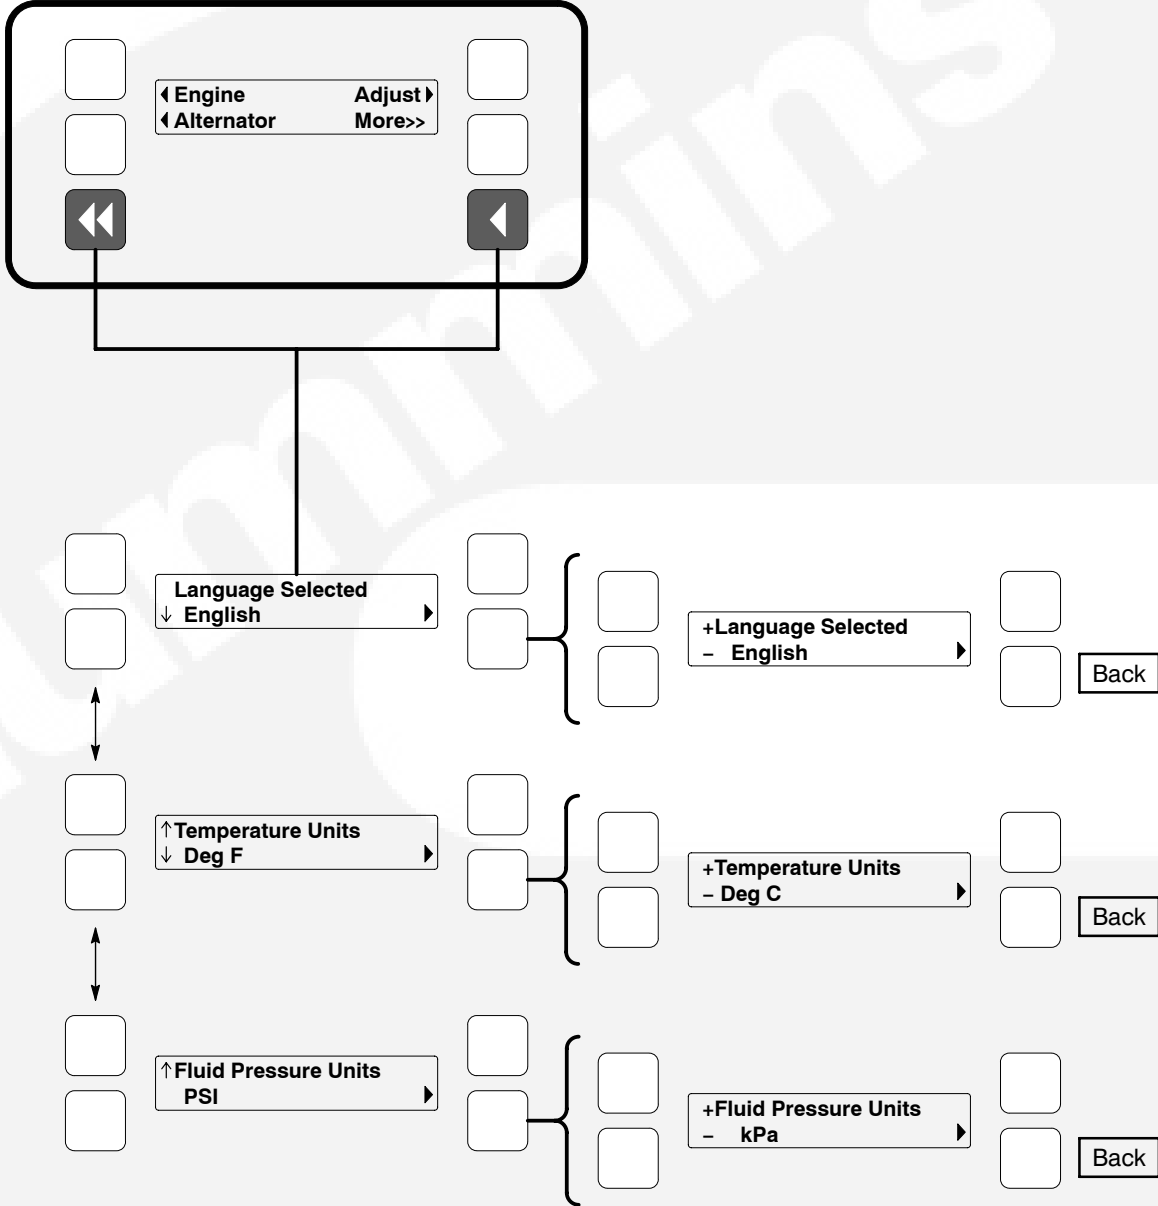 Engine Adjust
Alternator More>>
Language Selected
↓ English
+Language Selected
– English
Back
↑Temperature Units
↓ Deg F
+Temperature Units
– Deg C
Back
↑Fluid Pressure Units
PSI
+Fluid Pressure Units
– kPa
Back
ummins